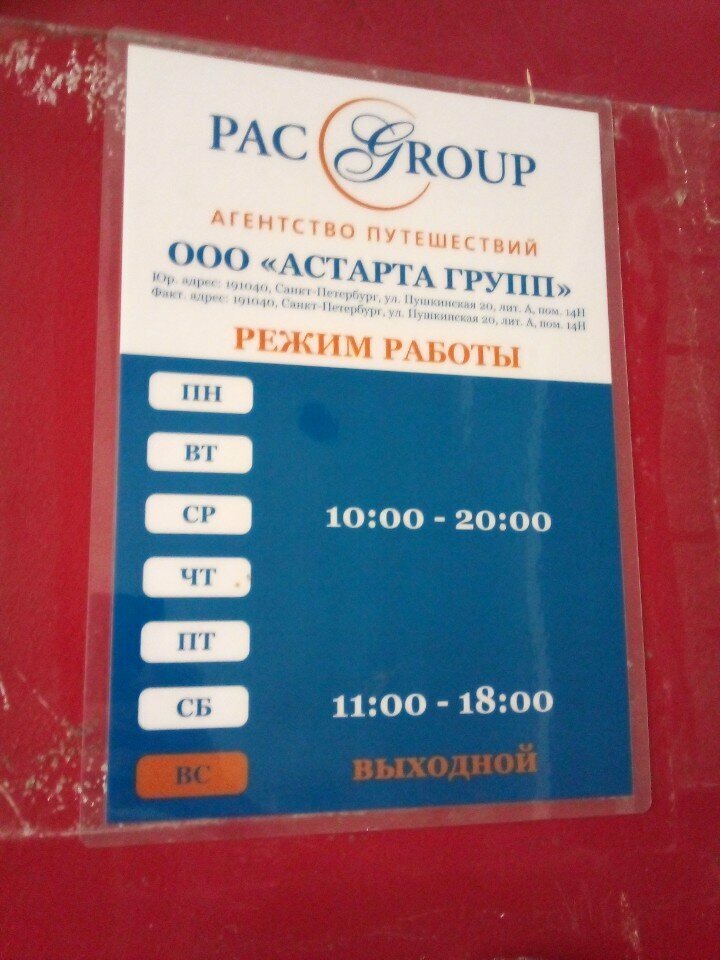 PAC GROUP
АГЕНТСТВО ПУТЕШЕСТВИЙ
ООО «АСТАРТА ГРУПП»
Юр. адрес: 191040, Санкт-Петербург, ул. Пушкинская 20, лит. А, пом. 14Н
Факт. адрес: 191040, Санкт-Петербург, ул. Пушкинская 20, лит. А, пом. 14Н
РЕЖИМ РАБОТЫ
ПН
ВТ
СР 10:00 - 20:00
ЧТ
ПТ
СБ 11:00 - 18:00
ВС выходной